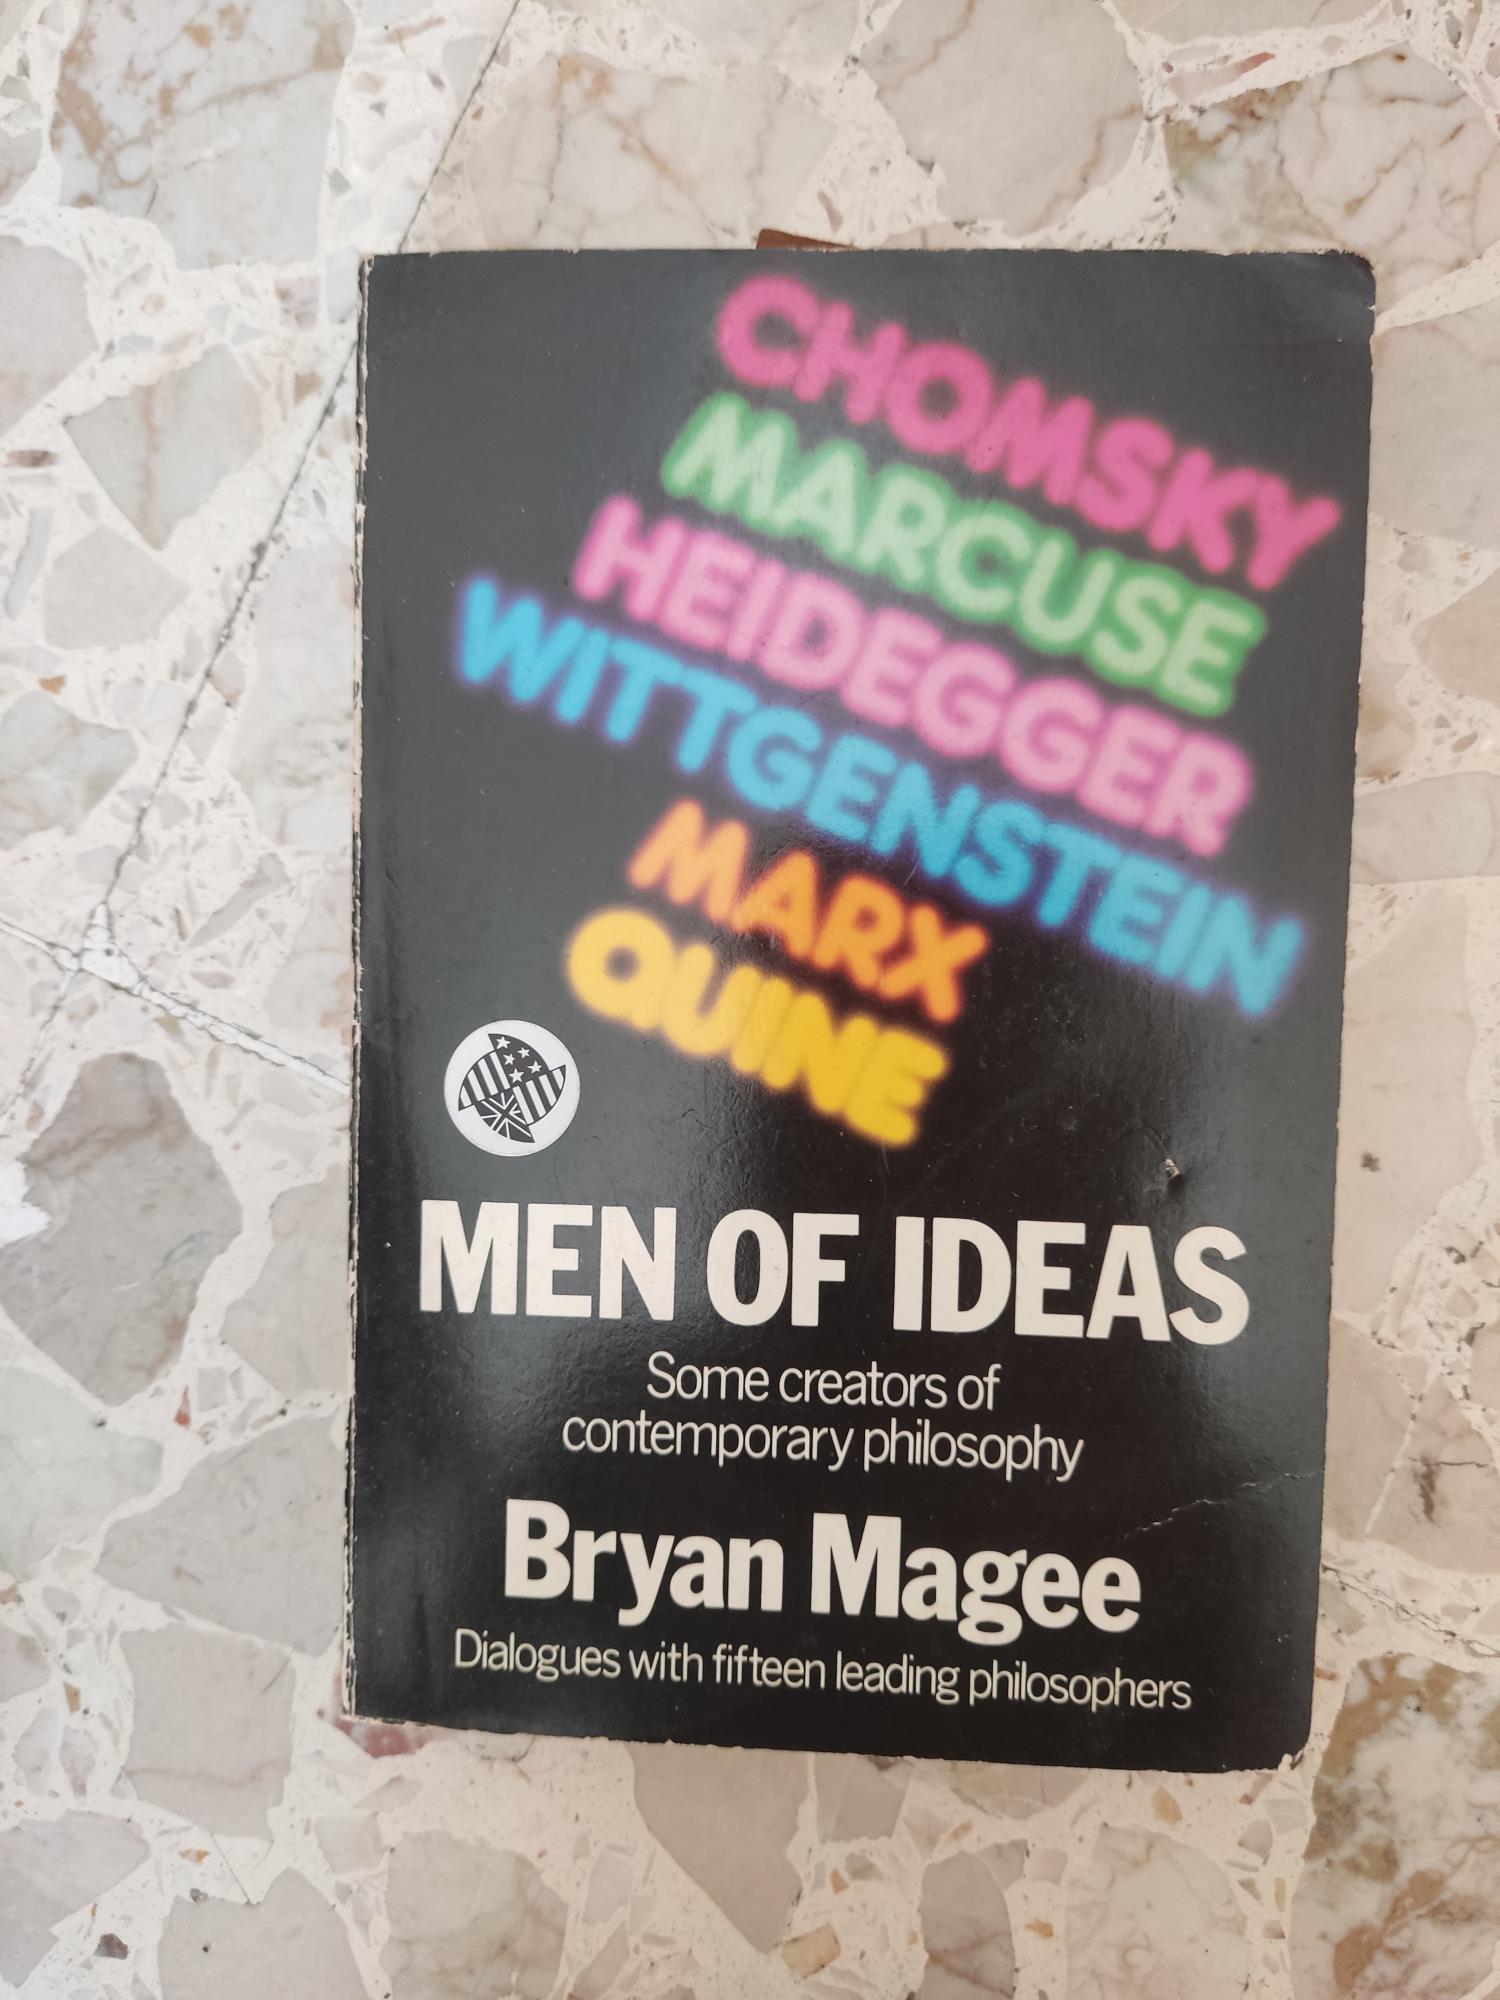 CHOMSKY
MARCUSE
HEIDEGGER
WITTGENSTEIN
MARX
QUINE
MEN OF IDEAS
Some creators of
contemporary philosophy
Bryan Magee
Dialogues with fifteen leading philosophers